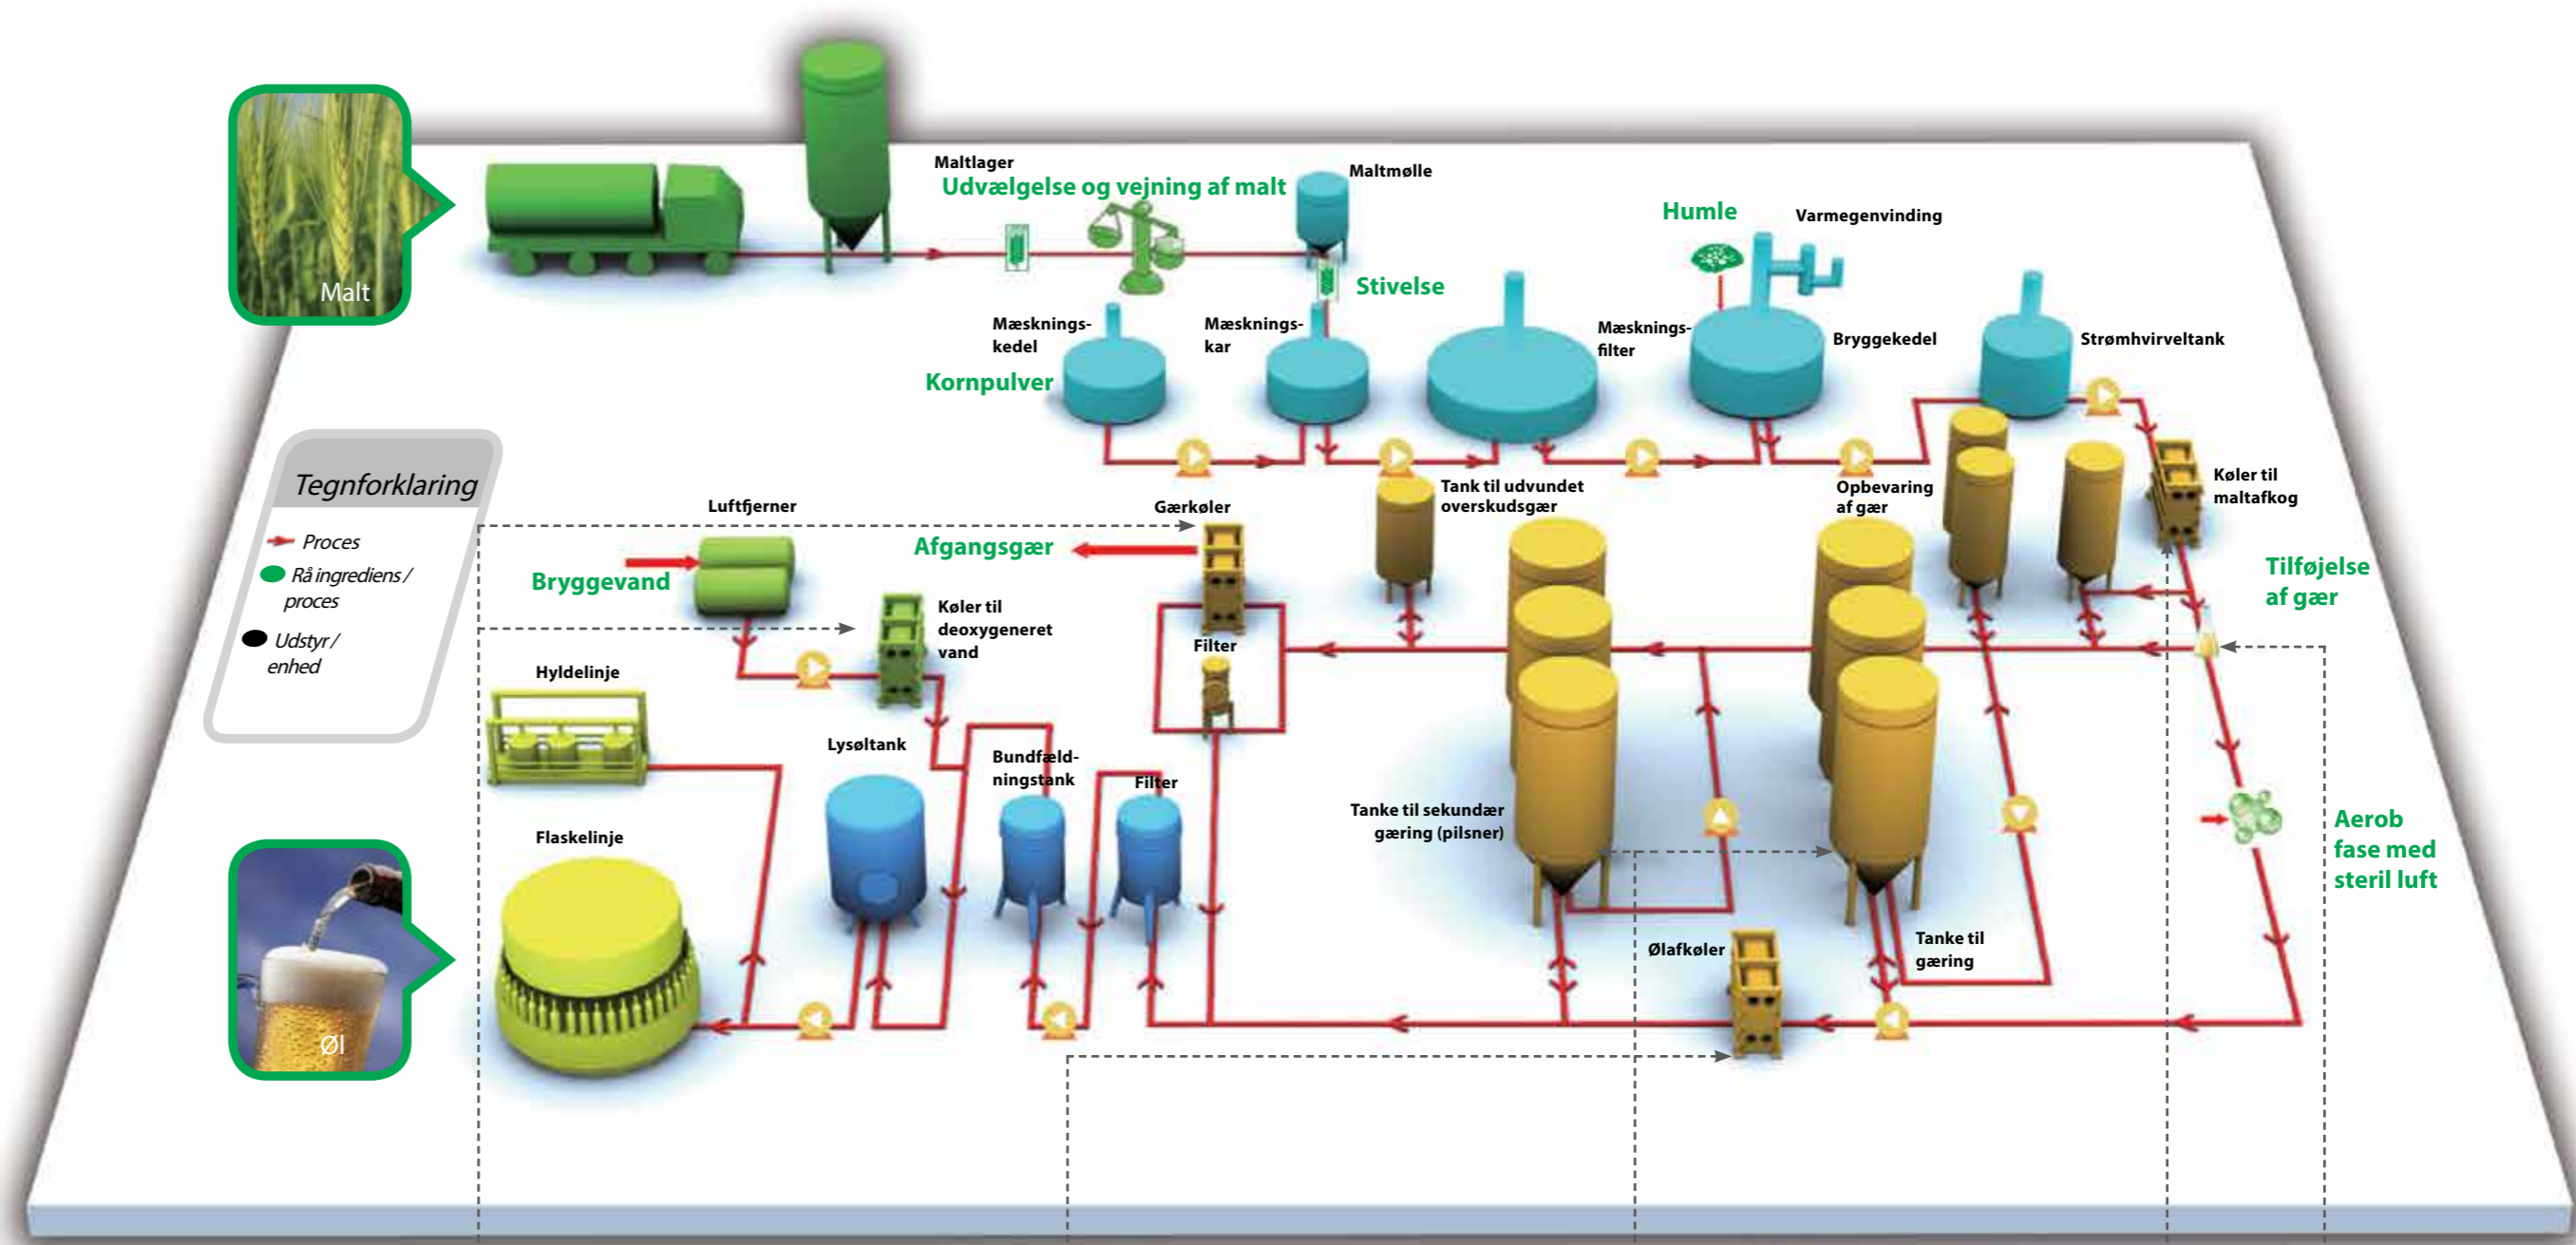 Malt
Maltlager
Udvælgelse og vejning af malt
Maltmølle
Humle
Varmegenvinding
Stivelse
Mæsknings-
kedel
Kornpulver
Mæsknings-
kar
Mæsknings-
filter
Bryggekedel
Strømhvirveltank
Tegnforklaring
Proces
Rå ingrediens /
proces
Udstyr /
enhed
Luftfjerner
Bryggevand
Afgangsgær
Gærkøler
Tank til udvundet
overskudsgær
Opbevaring
af gær
Køler til
maltafkog
Tilføjelse
af gær
Køler til
deoxygeneret
vand
Filter
Hyldelinje
Lysøltank
Bundfæld-
ningstank
Filter
Flaskelinje
Tanke til sekundær
gæring (pilsner)
Aerob
fase med
steril luft
Ølafkøler
Tanke til
gæring
Øl